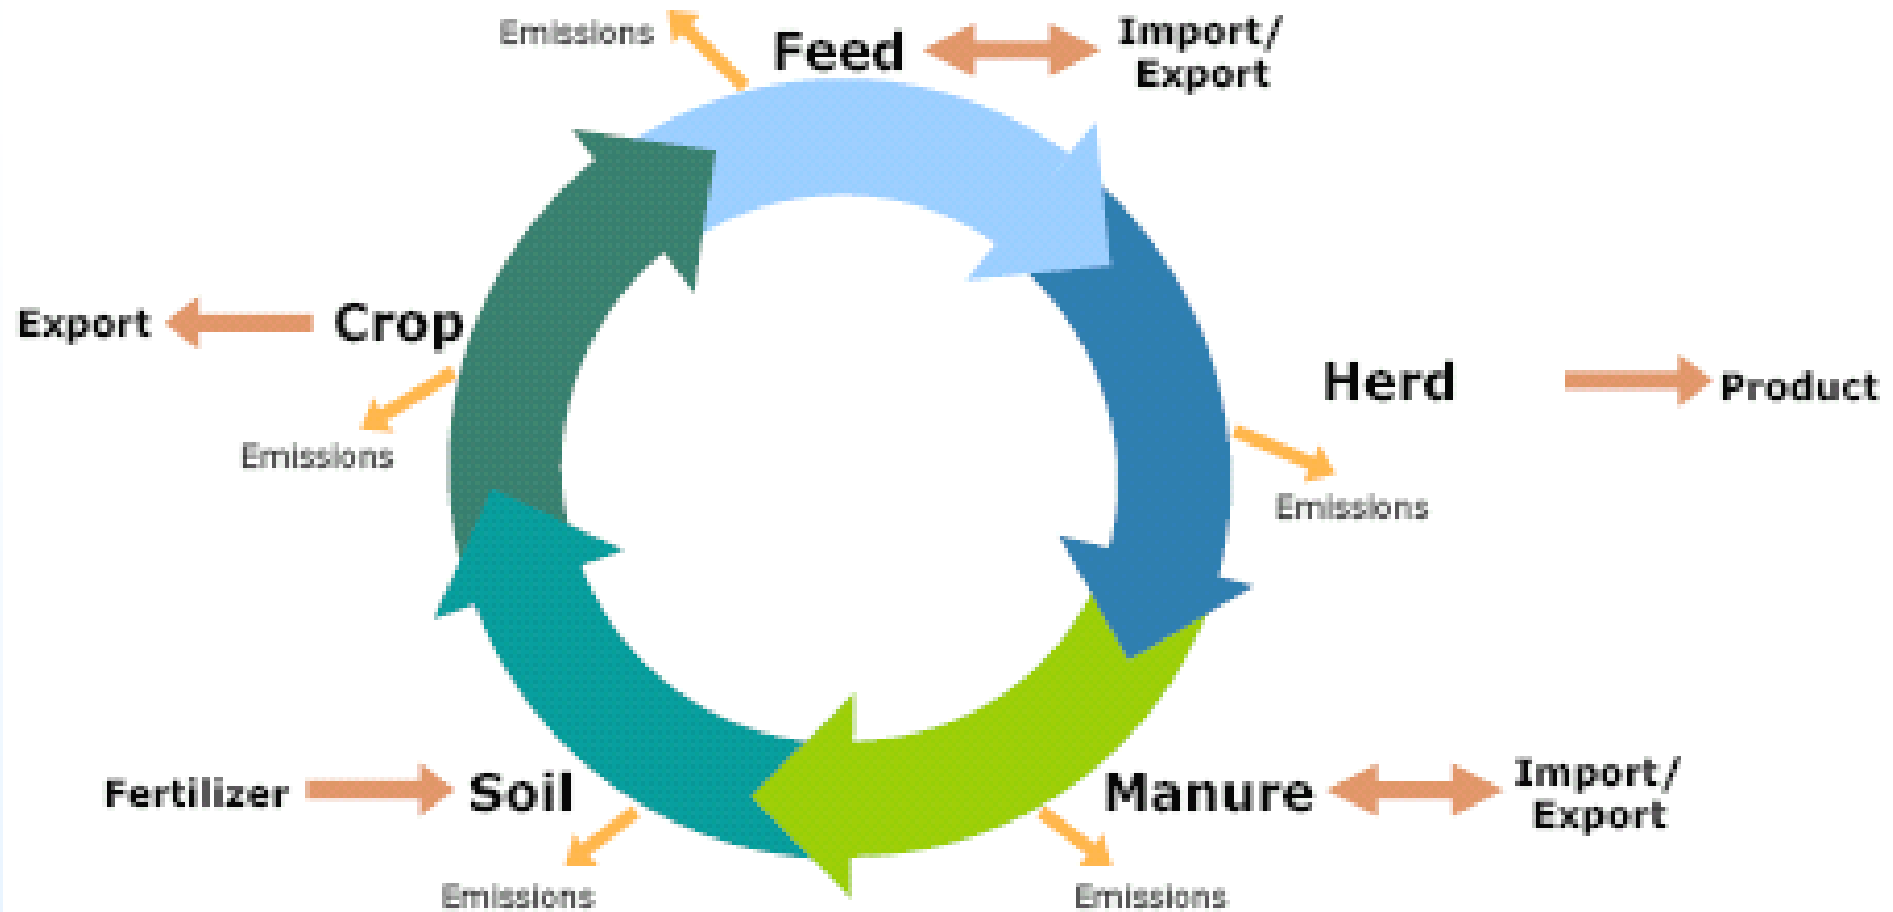 Emissions
Feed
Import/
Export
Export
Crop
Herd
Product
Emissions
Emissions
Fertilizer
Soil
Manure
Import/
Export
Emissions
Emissions